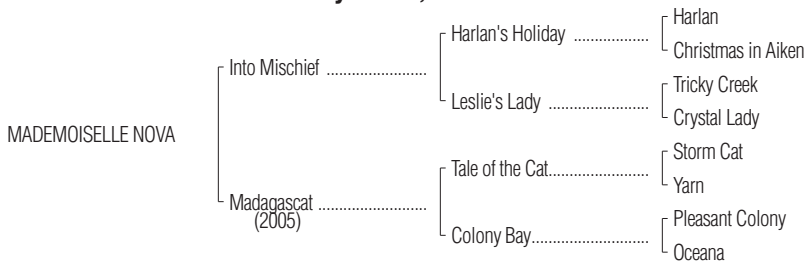 Harlan
Harlan's Holiday ..................
Christmas in Aiken
Into Mischief ........................
Tricky Creek
Leslie's Lady ........................
Crystal Lady
MADEMOISELLE NOVA
Storm Cat
Tale of the Cat........................
Yarn
Madagascat ..........................
(2005)
Pleasant Colony
Colony Bay............................
Oceana